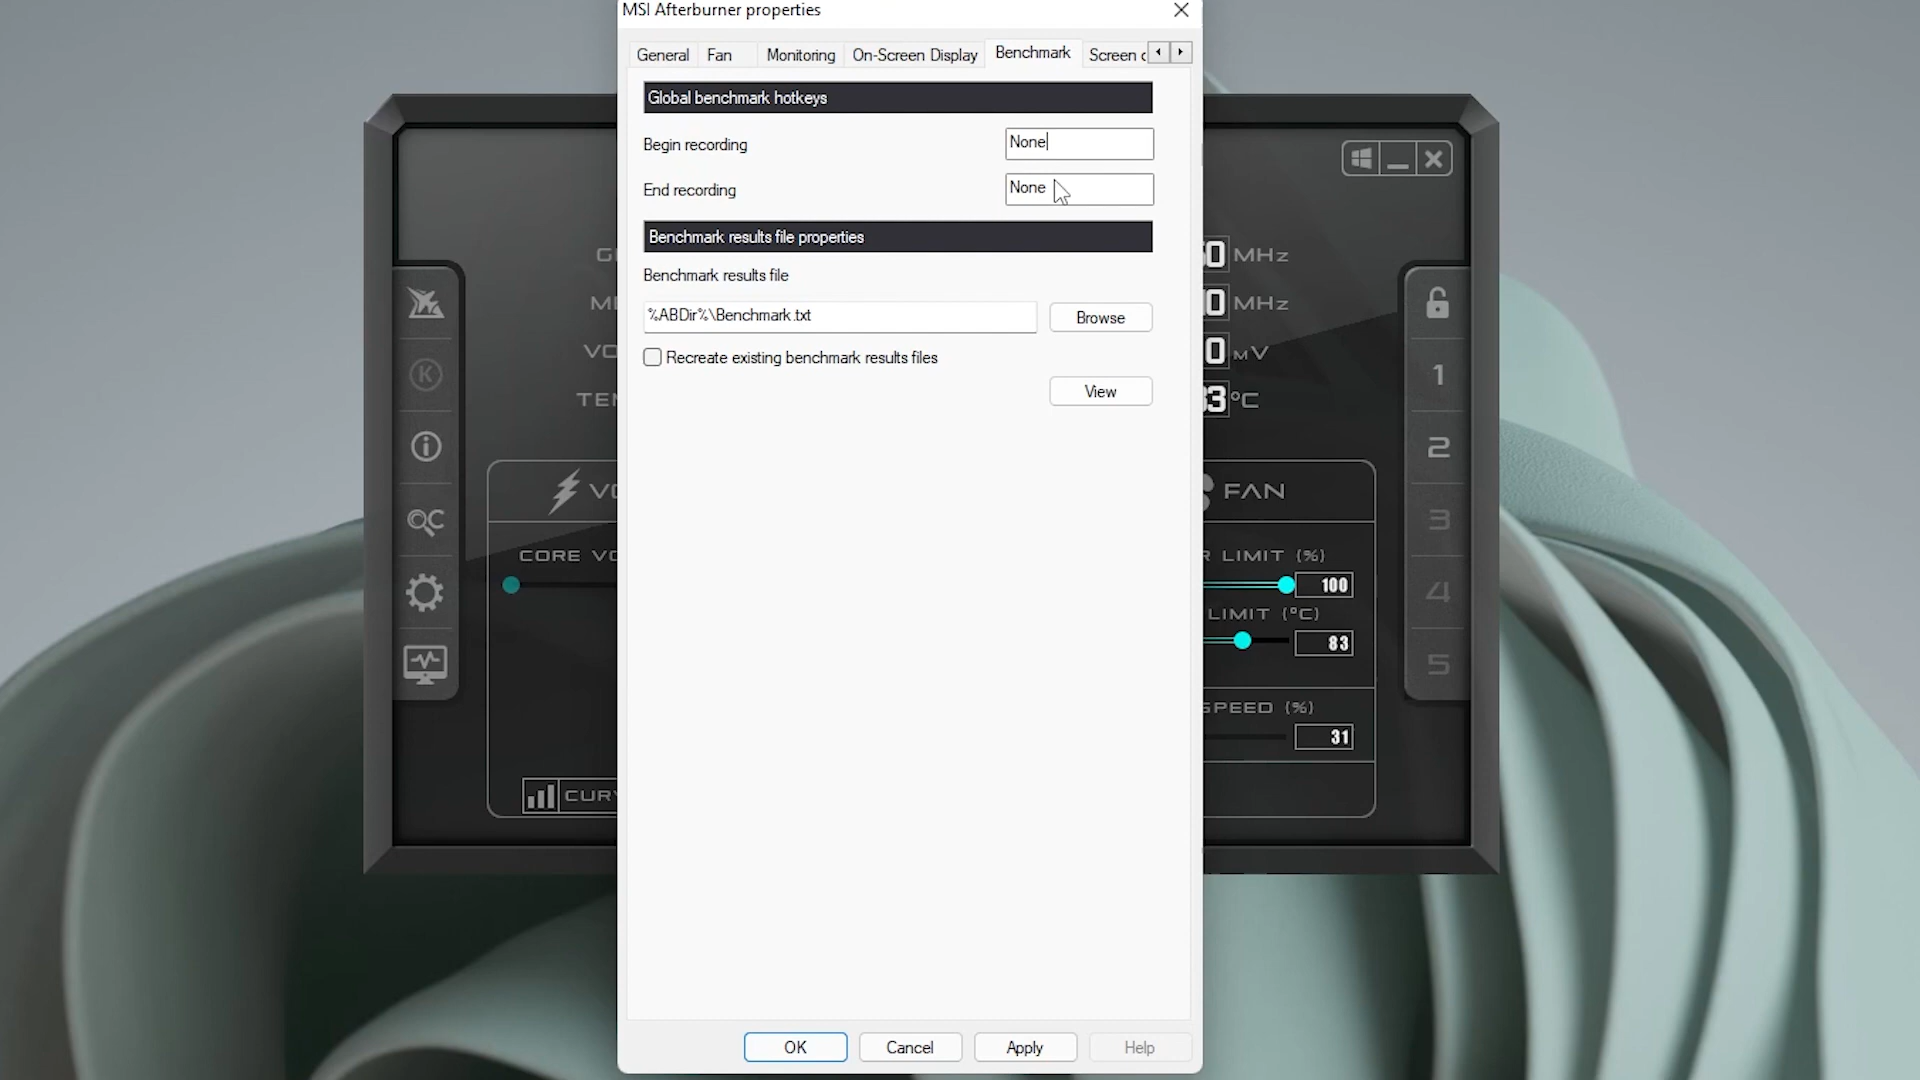 MSI Afterburner properties
General Fan Monitoring On-Screen Display Benchmark Screen
Global benchmark hotkeys
Begin recording None
End recording None
Benchmark results file properties
Benchmark results file
%ABDir%\Benchmark.txt Browse
Recreate existing benchmark results files
View
OK Cancel Apply Help
MHz
MHz
0 mV
°C
FAN
CORE
LIMIT (%)
100
LIMIT (°C)
83
SPEED (%)
31
K
i
1
2
3
4
5